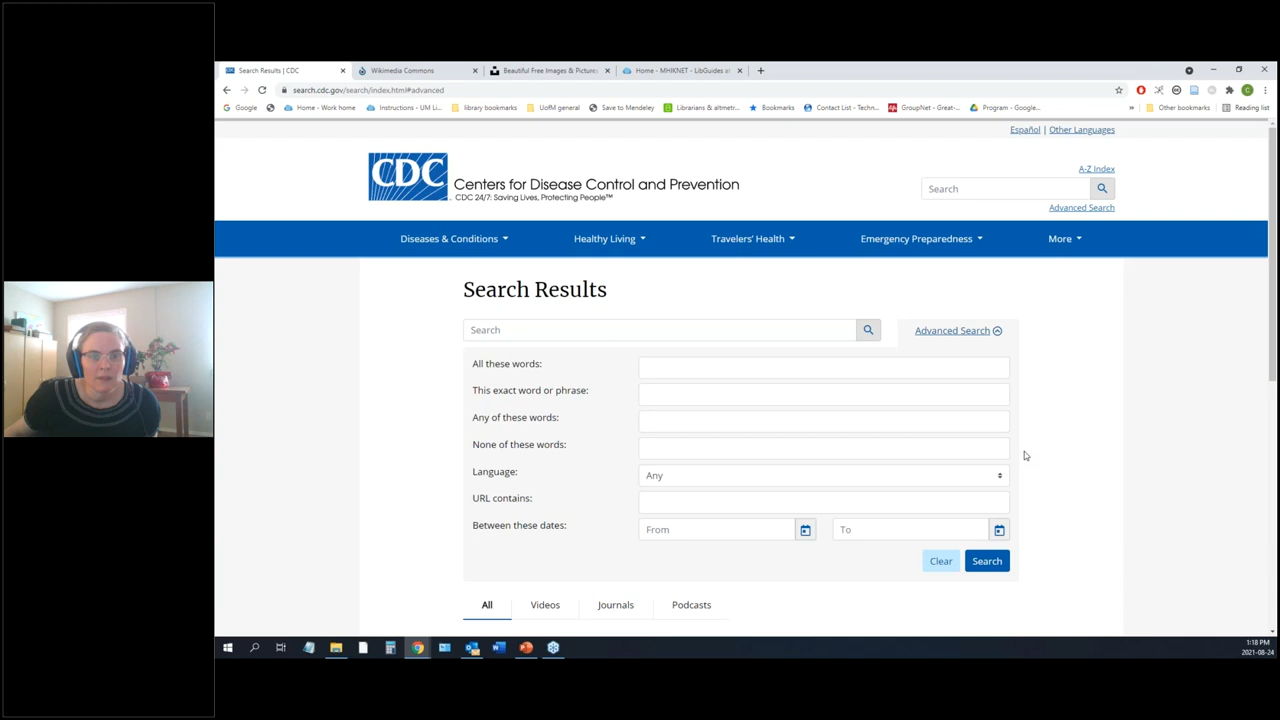 Search Results | CDC
Wikimedia Commons
Beautiful Free Images & Pictures
Home - MHIKNET - LibGuides at
search.cdc.gov/search/index.html#advanced
Google
Home - Work home
Instructions - UM Li...
library bookmarks
UofM general
Save to Mendeley
Librarians & altmetr...
Bookmarks
Contact List - Techn...
GroupNet - Great-...
Program - Google...
»
Other bookmarks
Reading list
Español | Other Languages
CDC
Centers for Disease Control and Prevention
CDC 24/7: Saving Lives, Protecting People™
A-Z Index
Search
Advanced Search
Diseases & Conditions
Healthy Living
Travelers' Health
Emergency Preparedness
More
Search Results
Search
Advanced Search
All these words:
This exact word or phrase:
Any of these words:
None of these words:
Language:
Any
URL contains:
Between these dates:
From
To
Clear
Search
All
Videos
Journals
Podcasts
1:18 PM
2021-08-24